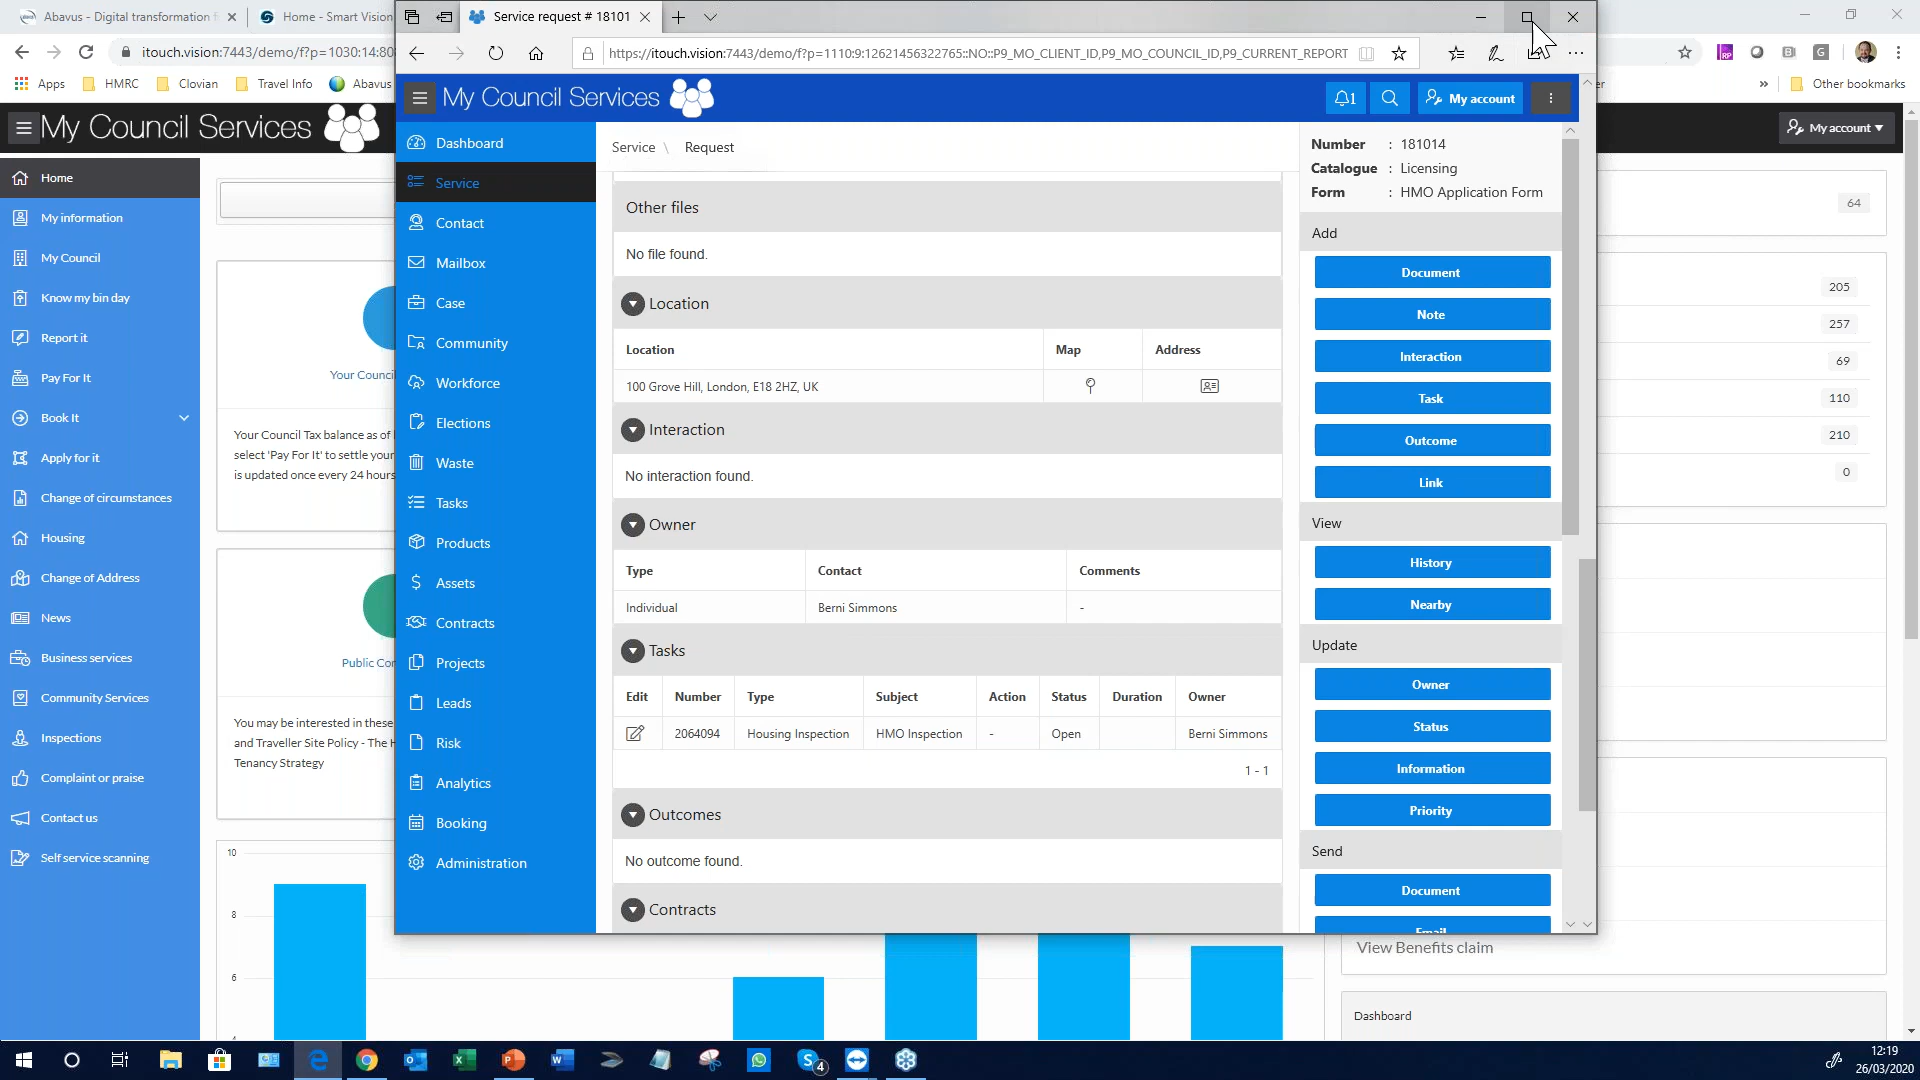 Abavus - Digital transformation f
Home - Smart Vision
Service request # 18101
itouch.vision:7443/demo/f?p=1030:14:80
https://itouch.vision:7443/demo/f?p=1110:9:12621456322765::NO::P9_MO_CLIENT_ID,P9_MO_COUNCIL_ID,P9_CURRENT_REPORT
Apps
HMRC
Clovian
Travel Info
Abavus
Other bookmarks
My Council Services
My account
Home
My information
My Council
Know my bin day
Report it
Pay For It
Book It
Apply for it
Change of circumstances
Housing
Change of Address
News
Business services
Community Services
Inspections
Complaint or praise
Contact us
Self service scanning
Your Council
Your Council Tax balance as of
select 'Pay For It' to settle your
is updated once every 24 hours
Public Co
You may be interested in these
and Traveller Site Policy - The H
Tenancy Strategy
10
8
6
My Council Services
1
My account
Dashboard
Service
Contact
Mailbox
Case
Community
Workforce
Elections
Waste
Tasks
Products
Assets
Contracts
Projects
Leads
Risk
Analytics
Booking
Administration
Service \ Request
Other files
No file found.
Location
Location Map Address
100 Grove Hill, London, E18 2HZ, UK
Interaction
No interaction found.
Owner
Type Contact Comments
Individual Berni Simmons -
Tasks
Edit Number Type Subject Action Status Duration Owner
2064094 Housing Inspection HMO Inspection - Open Berni Simmons
1 - 1
Outcomes
No outcome found.
Contracts
Number : 181014
Catalogue : Licensing
Form : HMO Application Form
Add
Document
Note
Interaction
Task
Outcome
Link
View
History
Nearby
Update
Owner
Status
Information
Priority
Send
Document
Email
64
205
257
69
110
210
0
View Benefits claim
Dashboard
4
12:19
26/03/2020